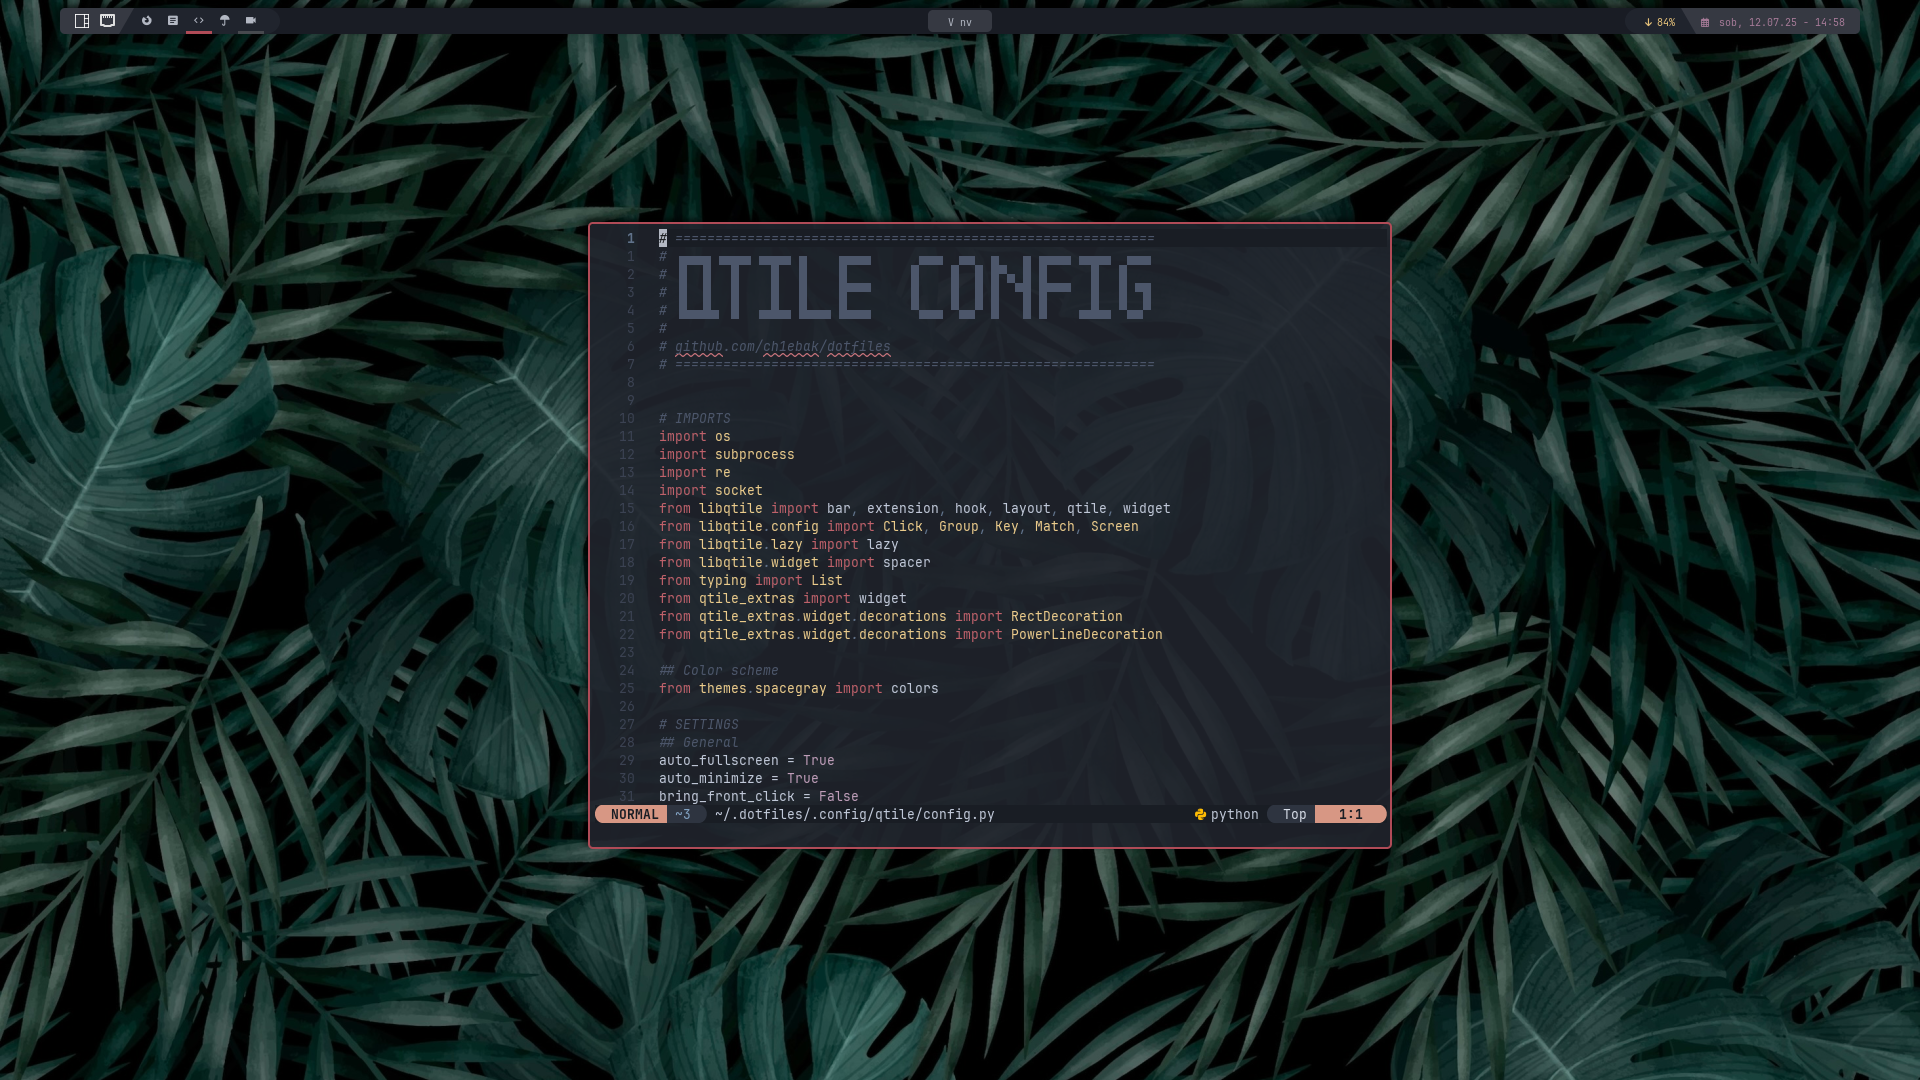 V nv
84%
sob, 12.07.25 - 14:58
1 # ============================================================
1 # QTILE CONFIG
2 #
3 #
4 #
5 #
6 # github.com/ch1ebak/dotfiles
7 # ============================================================
8
9
10 # IMPORTS
11 import os
12 import subprocess
13 import re
14 import socket
15 from libqtile import bar, extension, hook, layout, qtile, widget
16 from libqtile.config import Click, Group, Key, Match, Screen
17 from libqtile.lazy import lazy
18 from libqtile.widget import spacer
19 from typing import List
20 from qtile_extras import widget
21 from qtile_extras.widget.decorations import RectDecoration
22 from qtile_extras.widget.decorations import PowerLineDecoration
23
24 ## Color scheme
25 from themes.spacegray import colors
26
27 # SETTINGS
28 ## General
29 auto_fullscreen = True
30 auto_minimize = True
31 bring_front_click = False
NORMAL ~3 ~/.dotfiles/.config/qtile/config.py python Top 1:1